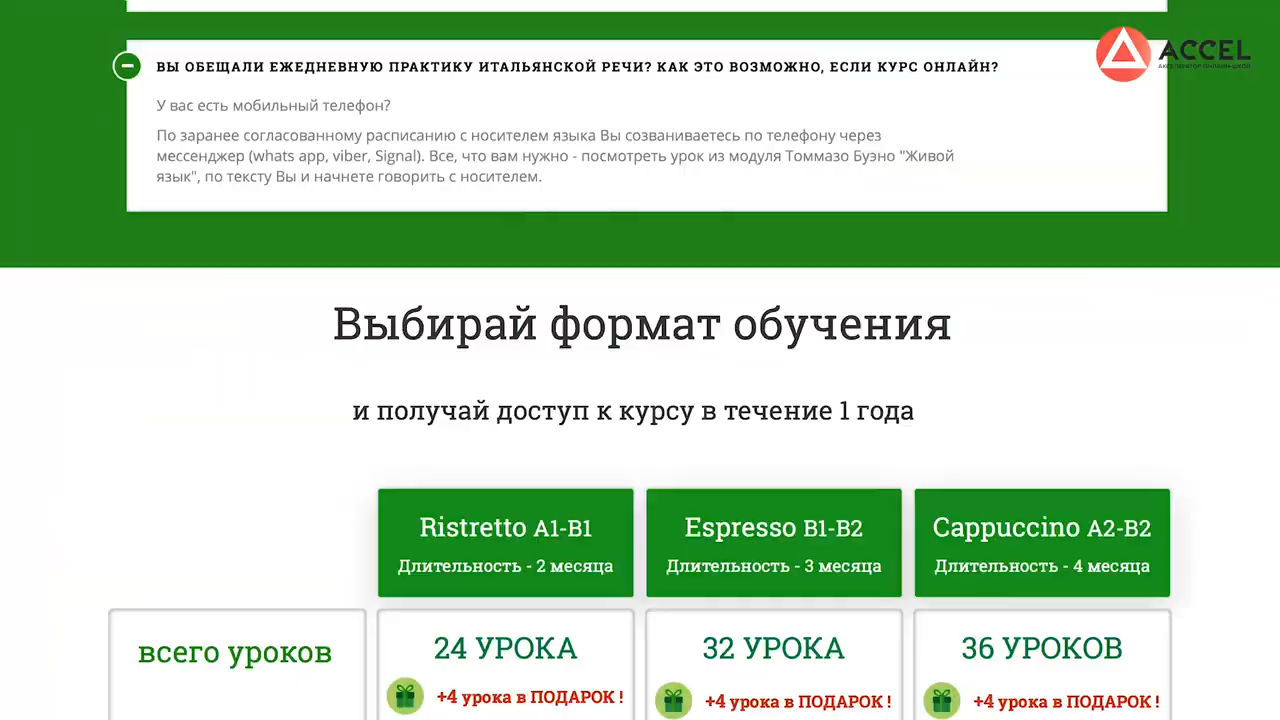 ACCEL
АКСЕЛЕРАТОР ОНЛАЙН-ШКОЛ
ВЫ ОБЕЩАЛИ ЕЖЕДНЕВНУЮ ПРАКТИКУ ИТАЛЬЯНСКОЙ РЕЧИ? КАК ЭТО ВОЗМОЖНО, ЕСЛИ КУРС ОНЛАЙН?
У вас есть мобильный телефон?
По заранее согласованному расписанию с носителем языка Вы созваниваетесь по телефону через
мессенджер (whats app, viber, Signal). Все, что вам нужно - посмотреть урок из модуля Томмазо Буэно "Живой
язык", по тексту Вы и начнете говорить с носителем.
Выбирай формат обучения
и получай доступ к курсу в течение 1 года
Ristretto A1-B1
Длительность - 2 месяца
Espresso B1-B2
Длительность - 3 месяца
Cappuccino A2-B2
Длительность - 4 месяца
всего уроков
24 УРОКА
+4 урока в ПОДАРОК !
32 УРОКА
+4 урока в ПОДАРОК !
36 УРОКОВ
+4 урока в ПОДАРОК !